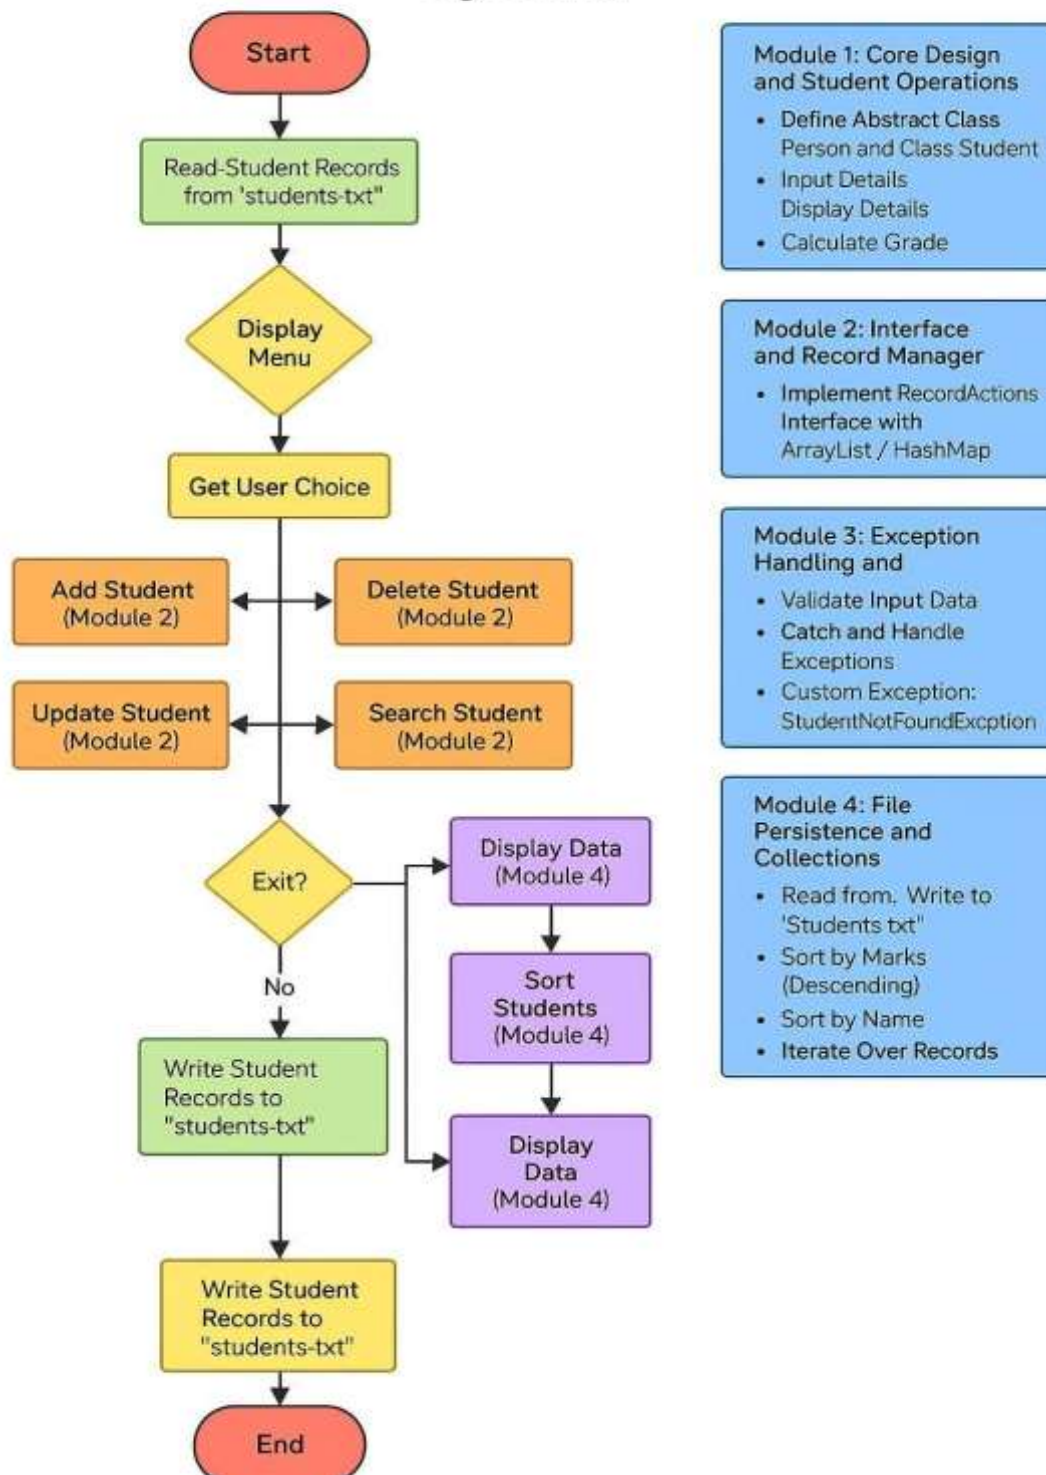 Start
Read-Student Records
from 'students-txt"
Display
Menu
Get User Choice
Add Student
(Module 2)
Delete Student
(Module 2)
Update Student
(Module 2)
Search Student
(Module 2)
Exit?
No
Display Data
(Module 4)
Sort
Students
(Module 4)
Display
Data
(Module 4)
Write Student
Records to
"students-txt"
Write Student
Records to
"students-txt"
End
Module 1: Core Design
and Student Operations
• Define Abstract Class
Person and Class Student
• Input Details
Display Details
• Calculate Grade
Module 2: Interface
and Record Manager
• Implement RecordActions
Interface with
ArrayList / HashMap
Module 3: Exception
Handling and
• Validate Input Data
• Catch and Handle
Exceptions
• Custom Exception:
StudentNotFoundExcption
Module 4: File
Persistence and
Collections
• Read from. Write to
'Students txt"
• Sort by Marks
(Descending)
• Sort by Name
• Iterate Over Records